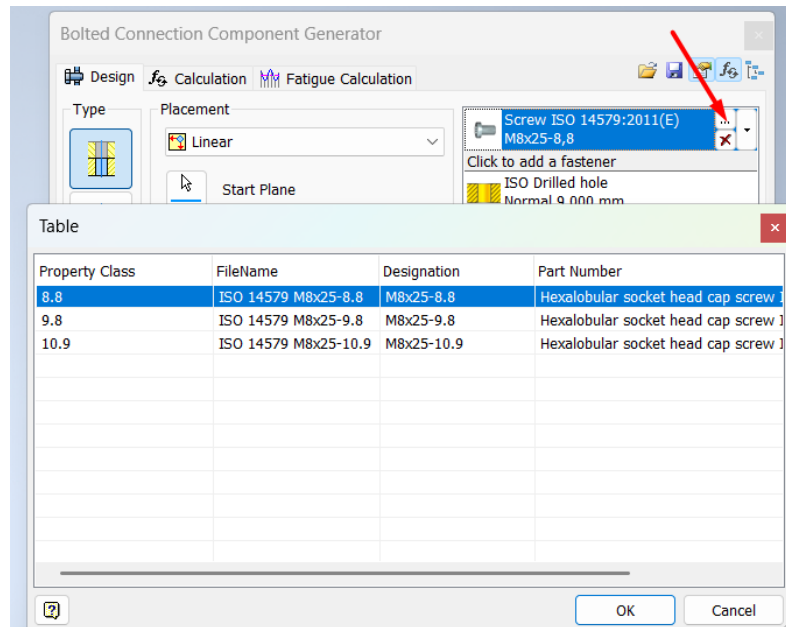 Bolted Connection Component Generator
Design Calculation Fatigue Calculation
Type Placement
Linear
Start Plane
Screw ISO 14579:2011(E)
M8x25-8,8
...
Click to add a fastener
ISO Drilled hole
Normal 9,000 mm
Table
Property Class FileName Designation Part Number
8.8 ISO 14579 M8x25-8.8 M8x25-8.8 Hexalobular socket head cap screw
9.8 ISO 14579 M8x25-9.8 M8x25-9.8 Hexalobular socket head cap screw
10.9 ISO 14579 M8x25-10.9 M8x25-10.9 Hexalobular socket head cap screw
OK Cancel